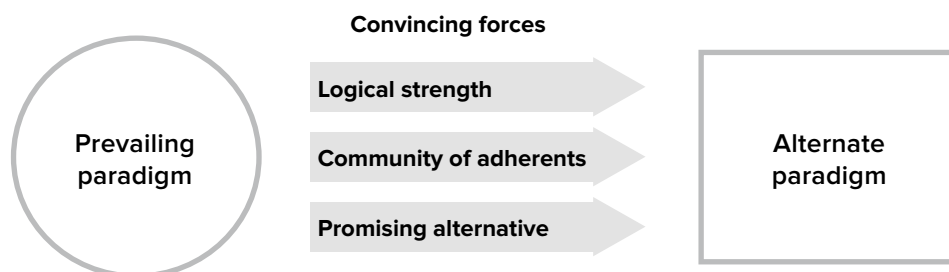 Convincing forces
Prevailing
paradigm
Logical strength
Community of adherents
Promising alternative
Alternate
paradigm